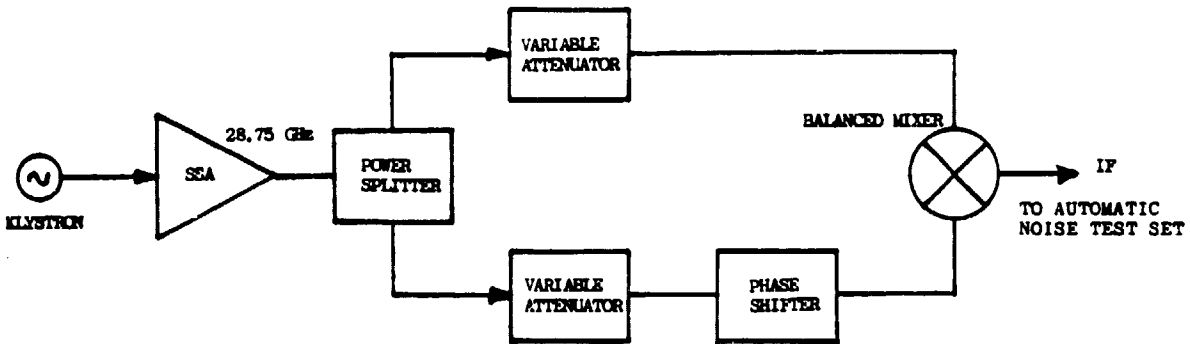 VARIABLE
ATTENUATOR
28.75 GHz
BALANCED MIXER
SSA
POWER
SPLITTER
IF
KLYSTRON
TO AUTOMATIC
NOISE TEST SET
VARIABLE
ATTENUATOR
PHASE
SHIFTER